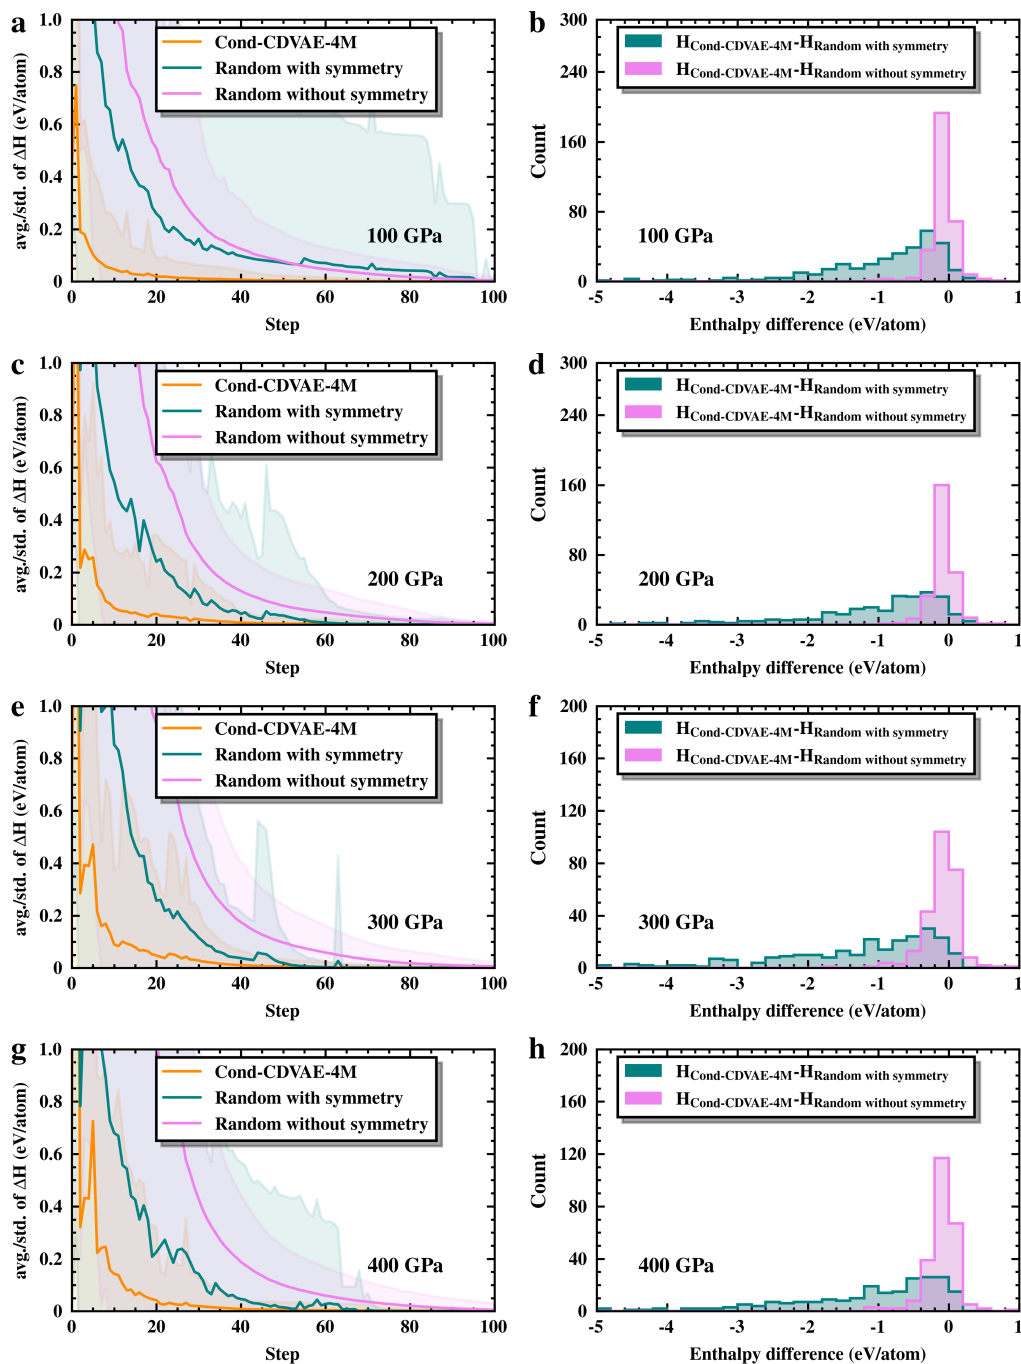 a
1.0
0.8
0.6
0.4
0.2
0
avg./std. of ΔH (eV/atom)
Cond-CDVAE-4M
Random with symmetry
Random without symmetry
100 GPa
0 20 40 60 80 100
Step
b
300
240
160
80
0
Count
HCond-CDVAE-4M-HRandom with symmetry
HCond-CDVAE-4M-HRandom without symmetry
100 GPa
-5 -4 -3 -2 -1 0 1
Enthalpy difference (eV/atom)
c
1.0
0.8
0.6
0.4
0.2
0
avg./std. of ΔH (eV/atom)
Cond-CDVAE-4M
Random with symmetry
Random without symmetry
200 GPa
0 20 40 60 80 100
Step
d
300
240
160
80
0
Count
HCond-CDVAE-4M-HRandom with symmetry
HCond-CDVAE-4M-HRandom without symmetry
200 GPa
-5 -4 -3 -2 -1 0 1
Enthalpy difference (eV/atom)
e
1.0
0.8
0.6
0.4
0.2
0
avg./std. of ΔH (eV/atom)
Cond-CDVAE-4M
Random with symmetry
Random without symmetry
300 GPa
0 20 40 60 80 100
Step
f
200
160
120
80
40
0
Count
HCond-CDVAE-4M-HRandom with symmetry
HCond-CDVAE-4M-HRandom without symmetry
300 GPa
-5 -4 -3 -2 -1 0 1
Enthalpy difference (eV/atom)
g
1.0
0.8
0.6
0.4
0.2
0
avg./std. of ΔH (eV/atom)
Cond-CDVAE-4M
Random with symmetry
Random without symmetry
400 GPa
0 20 40 60 80 100
Step
h
200
160
120
80
40
0
Count
HCond-CDVAE-4M-HRandom with symmetry
HCond-CDVAE-4M-HRandom without symmetry
400 GPa
-5 -4 -3 -2 -1 0 1
Enthalpy difference (eV/atom)